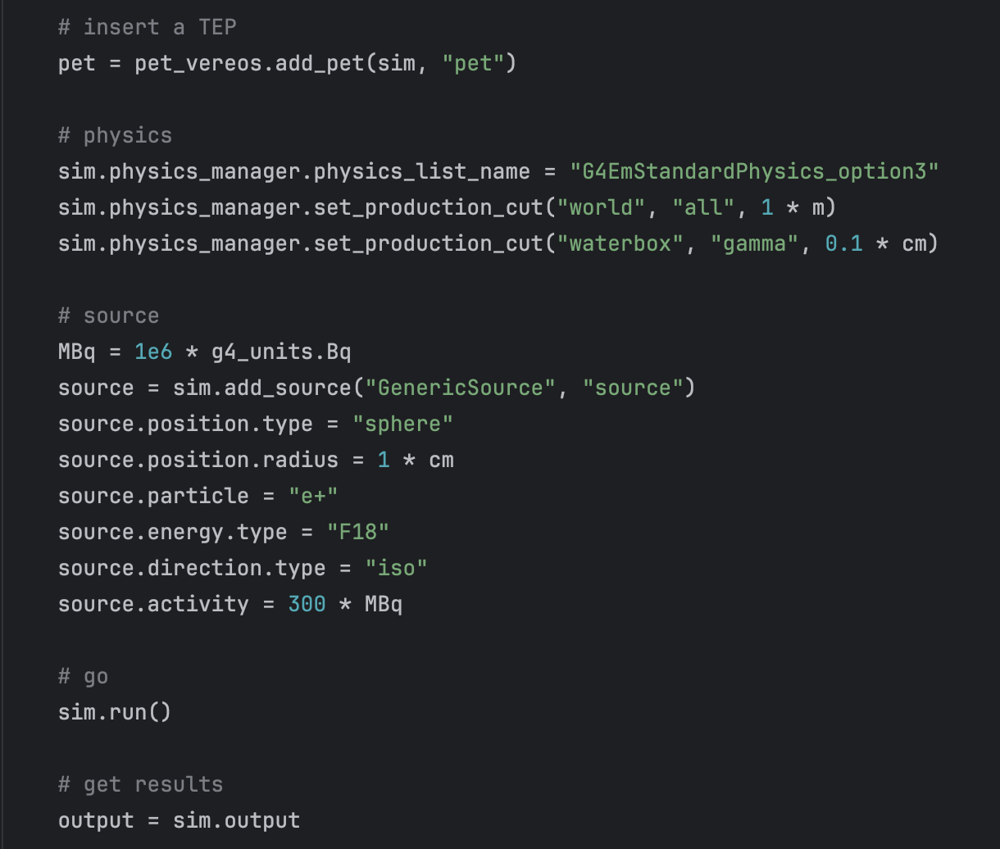 # insert a TEP
pet = pet_vereos.add_pet(sim, "pet")
# physics
sim.physics_manager.physics_list_name = "G4EmStandardPhysics_option3"
sim.physics_manager.set_production_cut("world", "all", 1 * m)
sim.physics_manager.set_production_cut("waterbox", "gamma", 0.1 * cm)
# source
MBq = 1e6 * g4_units.Bq
source = sim.add_source("GenericSource", "source")
source.position.type = "sphere"
source.position.radius = 1 * cm
source.particle = "e+"
source.energy.type = "F18"
source.direction.type = "iso"
source.activity = 300 * MBq
# go
sim.run()
# get results
output = sim.output